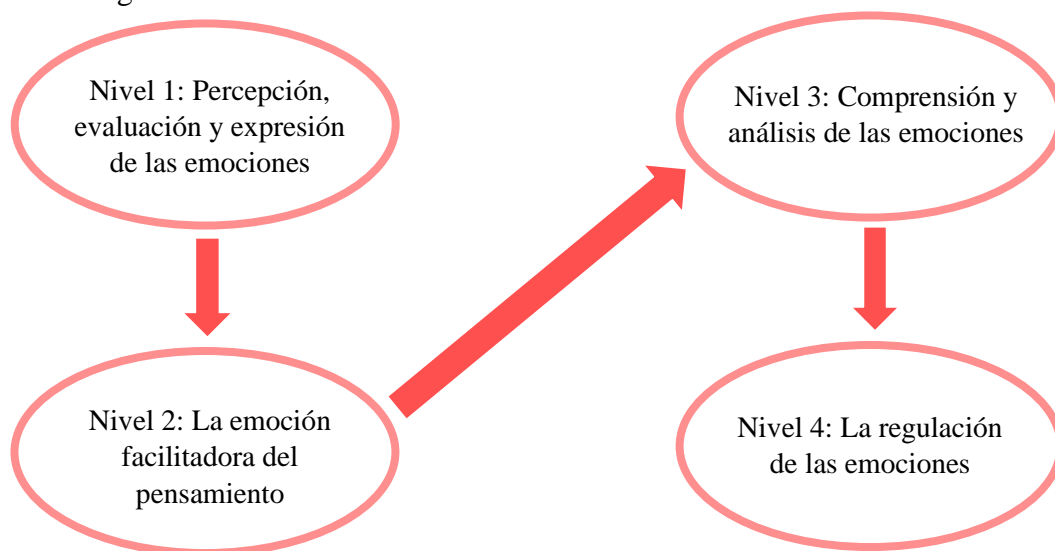 Nivel 1: Percepción,
evaluación y expresión
de las emociones
Nivel 2: La emoción
facilitadora del
pensamiento
Nivel 3: Comprensión y
análisis de las emociones
Nivel 4: La regulación
de las emociones